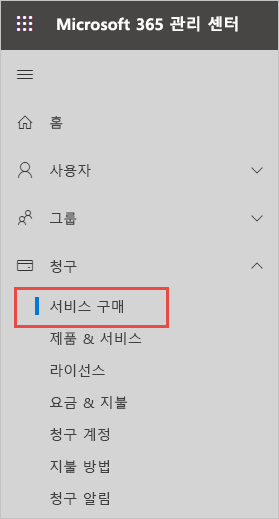 Microsoft 365 관리 센터
홈
사용자
그룹
청구
서비스 구매
제품 & 서비스
라이선스
요금 & 지불
청구 계정
지불 방법
청구 알림